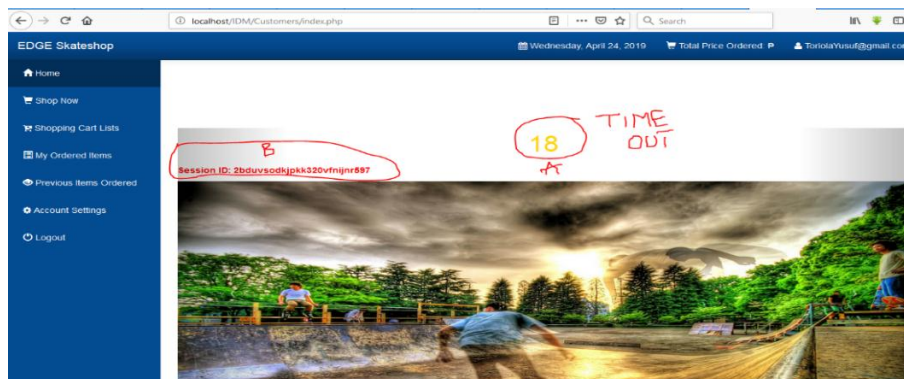 localhost/IDM/Customers/index.php
Search
EDGE Skateshop
Wednesday, April 24, 2019
Total Price Ordered: ₱
ToriolaYusuf@gmail.com
Home
Shop Now
Shopping Cart Lists
My Ordered Items
Previous Items Ordered
Account Settings
Logout
TIME
OUT
18
A
B
Session ID: 2bduvsodkjpkk320vfnijnr897